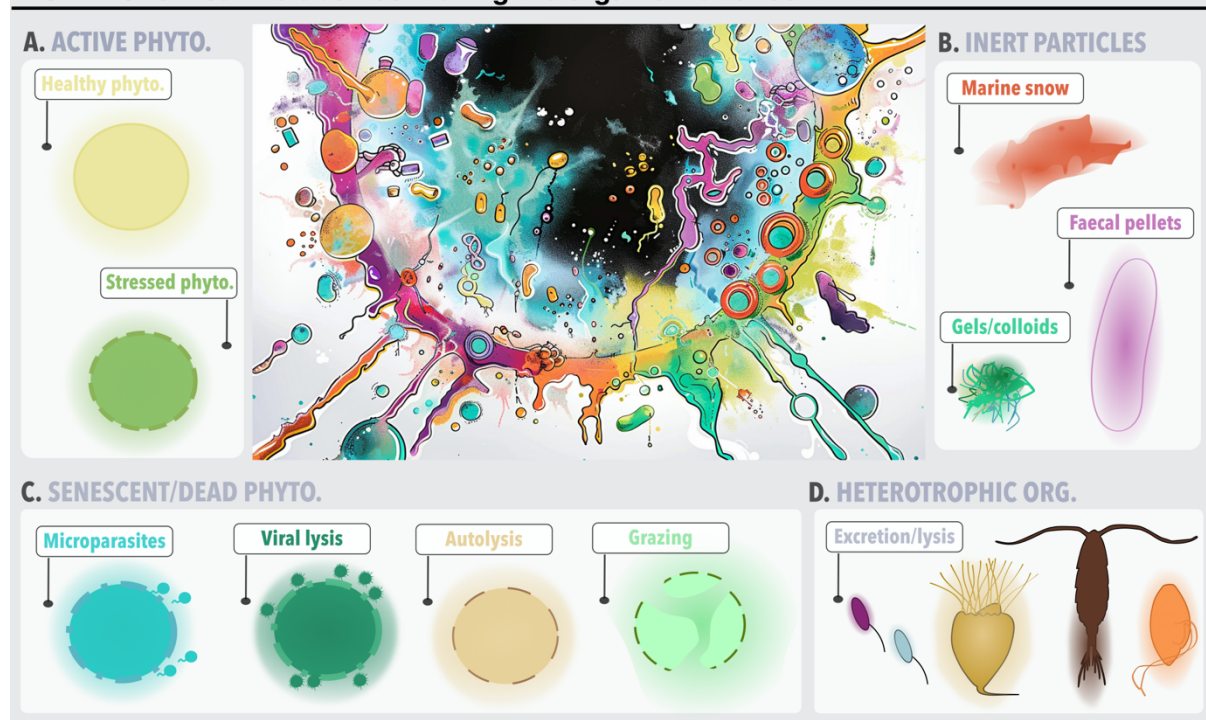 A. ACTIVE PHYTO.
Healthy phyto.
Stressed phyto.
B. INERT PARTICLES
Marine snow
Faecal pellets
Gels/colloids
C. SENESCENT/DEAD PHYTO.
Microparasites
Viral lysis
Autolysis
Grazing
D. HETEROTROPHIC ORG.
Excretion/lysis